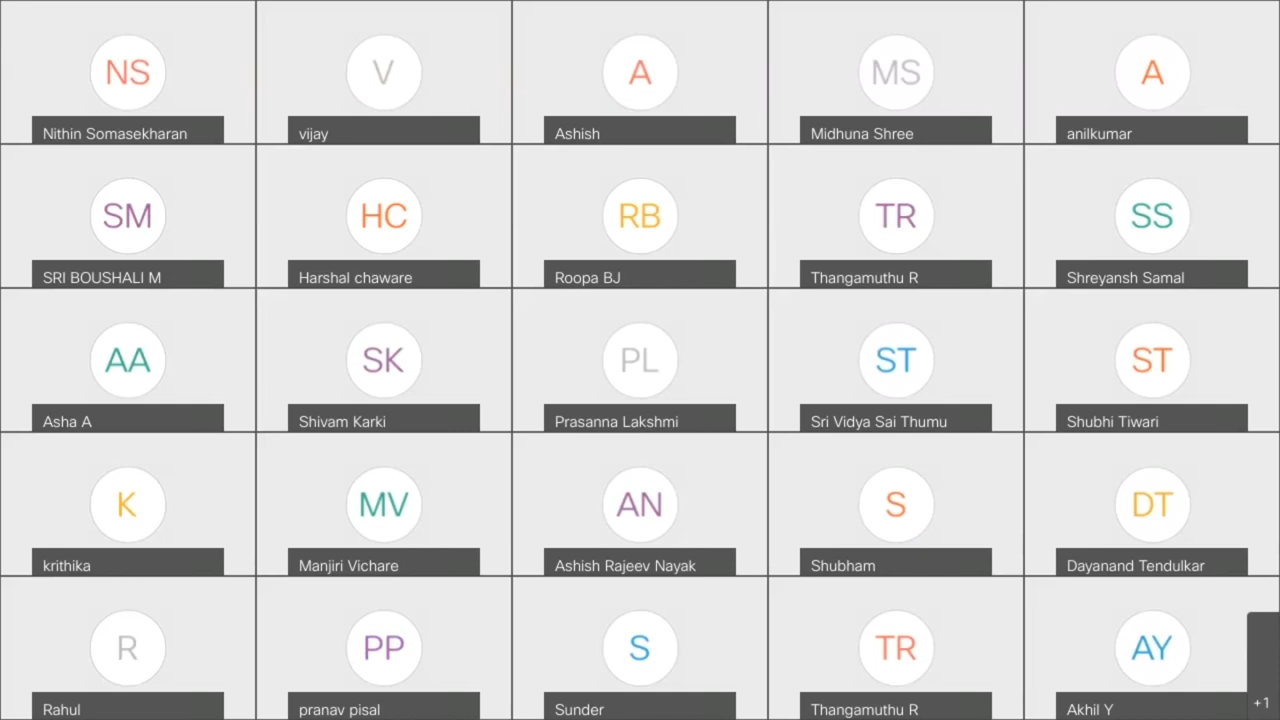 NS
Nithin Somasekharan
V
vijay
A
Ashish
MS
Midhuna Shree
A
anilkumar
SM
SRI BOUSHALI M
HC
Harshal chaware
RB
Roopa BJ
TR
Thangamuthu R
SS
Shreyansh Samal
AA
Asha A
SK
Shivam Karki
PL
Prasanna Lakshmi
ST
Sri Vidya Sai Thumu
ST
Shubhi Tiwari
K
krithika
MV
Manjiri Vichare
AN
Ashish Rajeev Nayak
S
Shubham
DT
Dayanand Tendulkar
R
Rahul
PP
pranav pisal
S
Sunder
TR
Thangamuthu R
AY
Akhil Y
+1